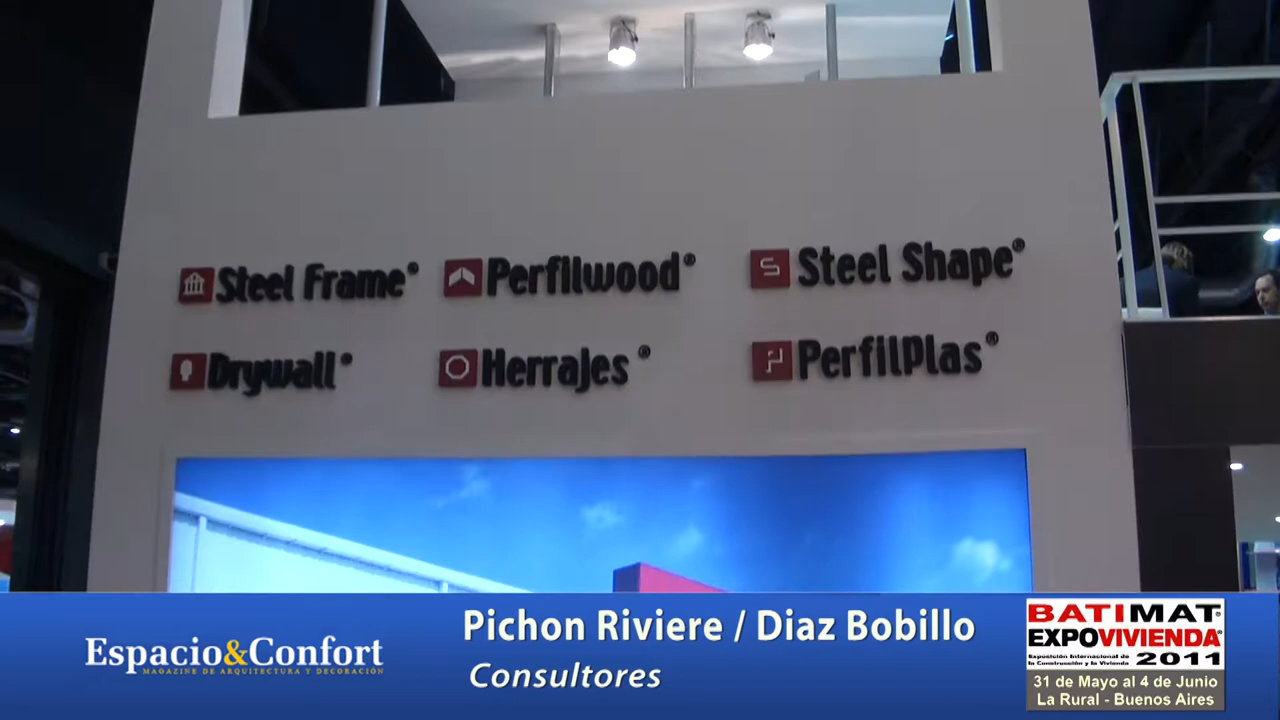 Steel Frame® Perfilwood® Steel Shape®
Drywall® Herrajes® PerfilPlas®
Espacio&Confort
MAGAZINE DE ARQUITECTURA Y DECORACIÓN
Pichon Riviere / Diaz Bobillo
Consultores
BATIMAT
EXPOVIVIENDA®
Exposición Internacional de
la Construcción y la Vivienda 2011
31 de Mayo al 4 de Junio
La Rural - Buenos Aires